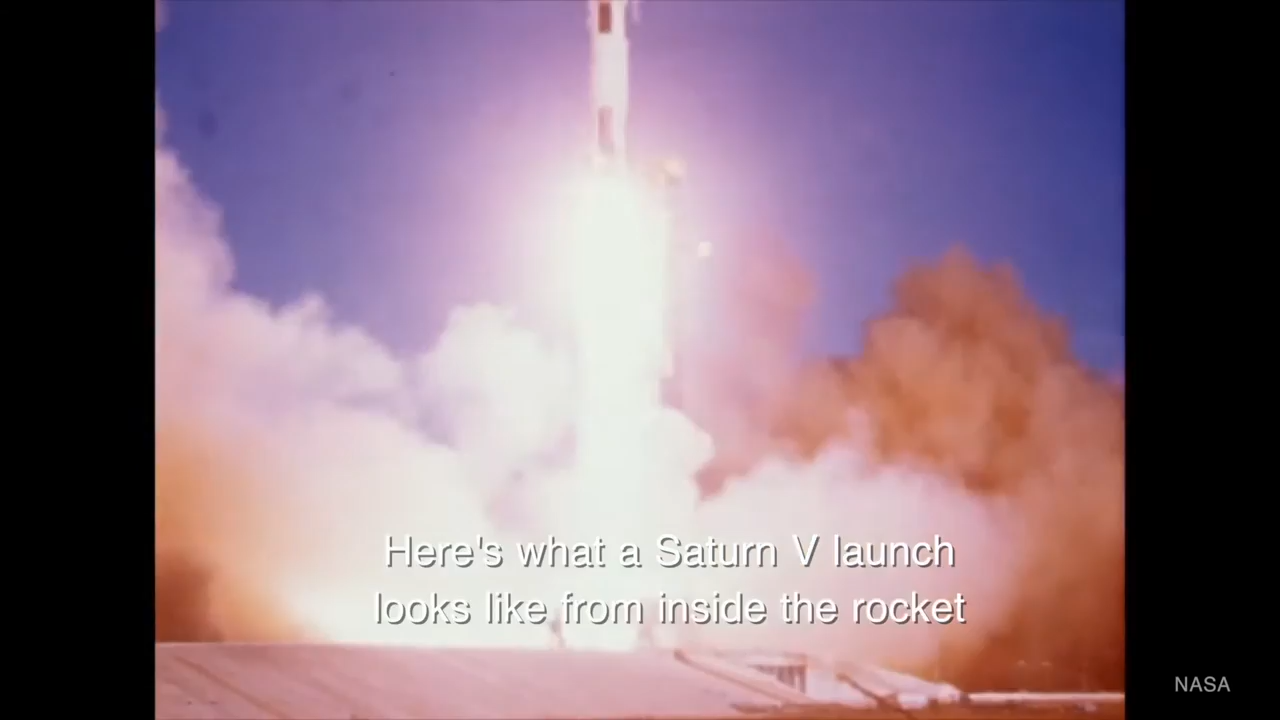 Here's what a Saturn V launch
looks like from inside the rocket
NASA